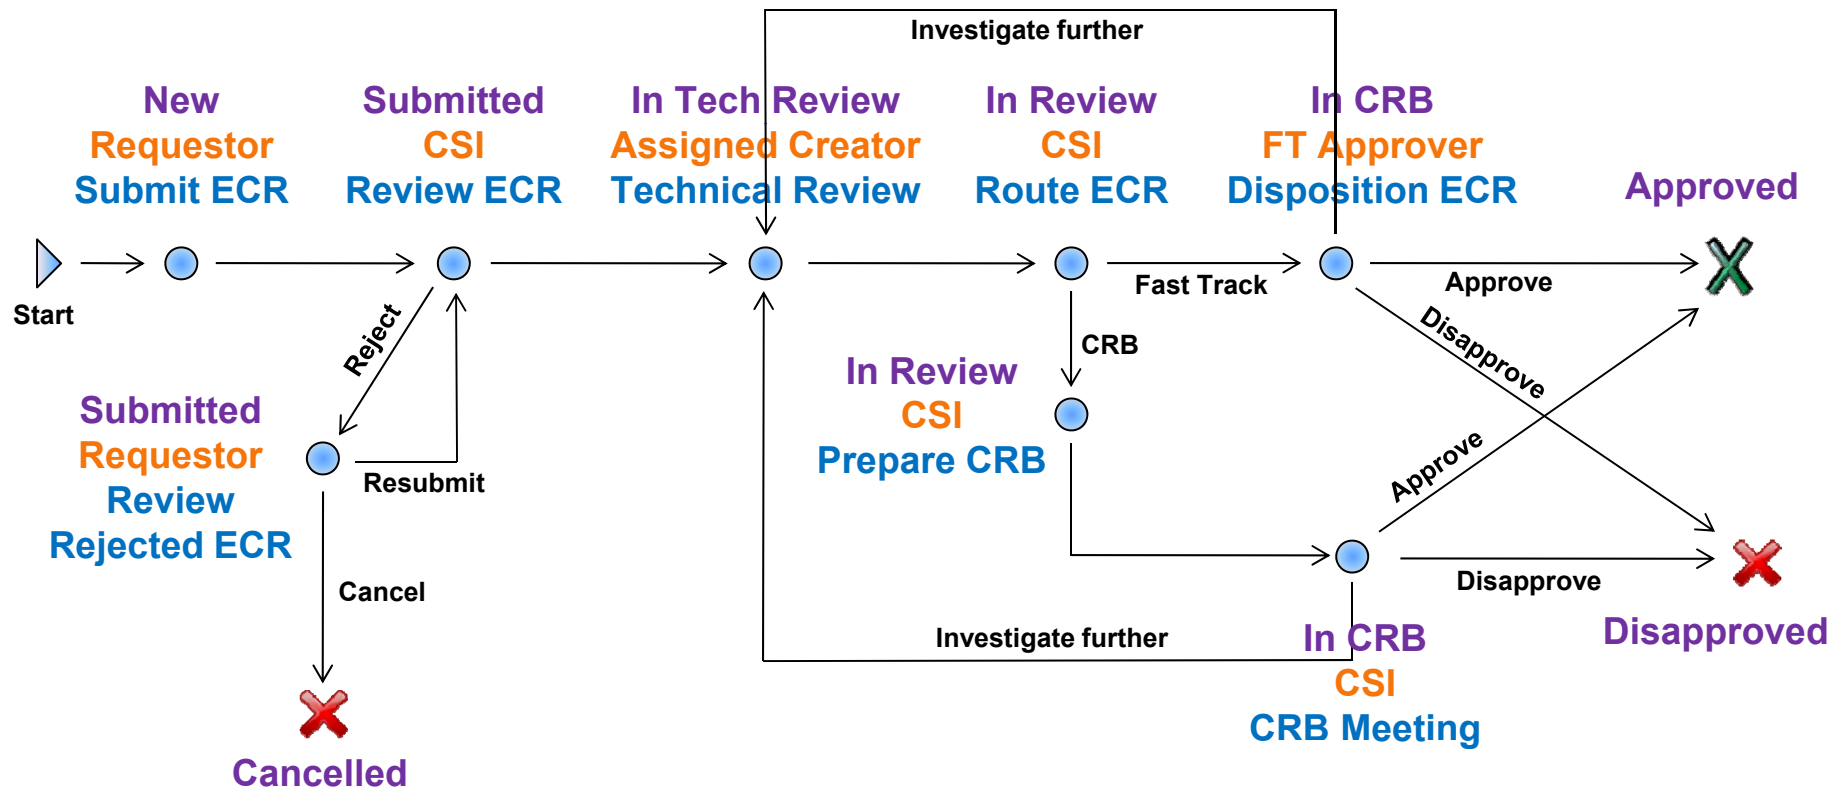 Investigate further
New
Requestor
Submit ECR
Submitted
CSI
Review ECR
In Tech Review
Assigned Creator
Technical Review
In Review
CSI
Route ECR
In CRB
FT Approver
Disposition ECR
Approved
Start
Fast Track
Approve
Reject
CRB
Disapprove
In Review
CSI
Prepare CRB
Submitted
Requestor
Review
Rejected ECR
Resubmit
Approve
Cancel
Disapprove
Investigate further
In CRB
CSI
CRB Meeting
Disapproved
Cancelled